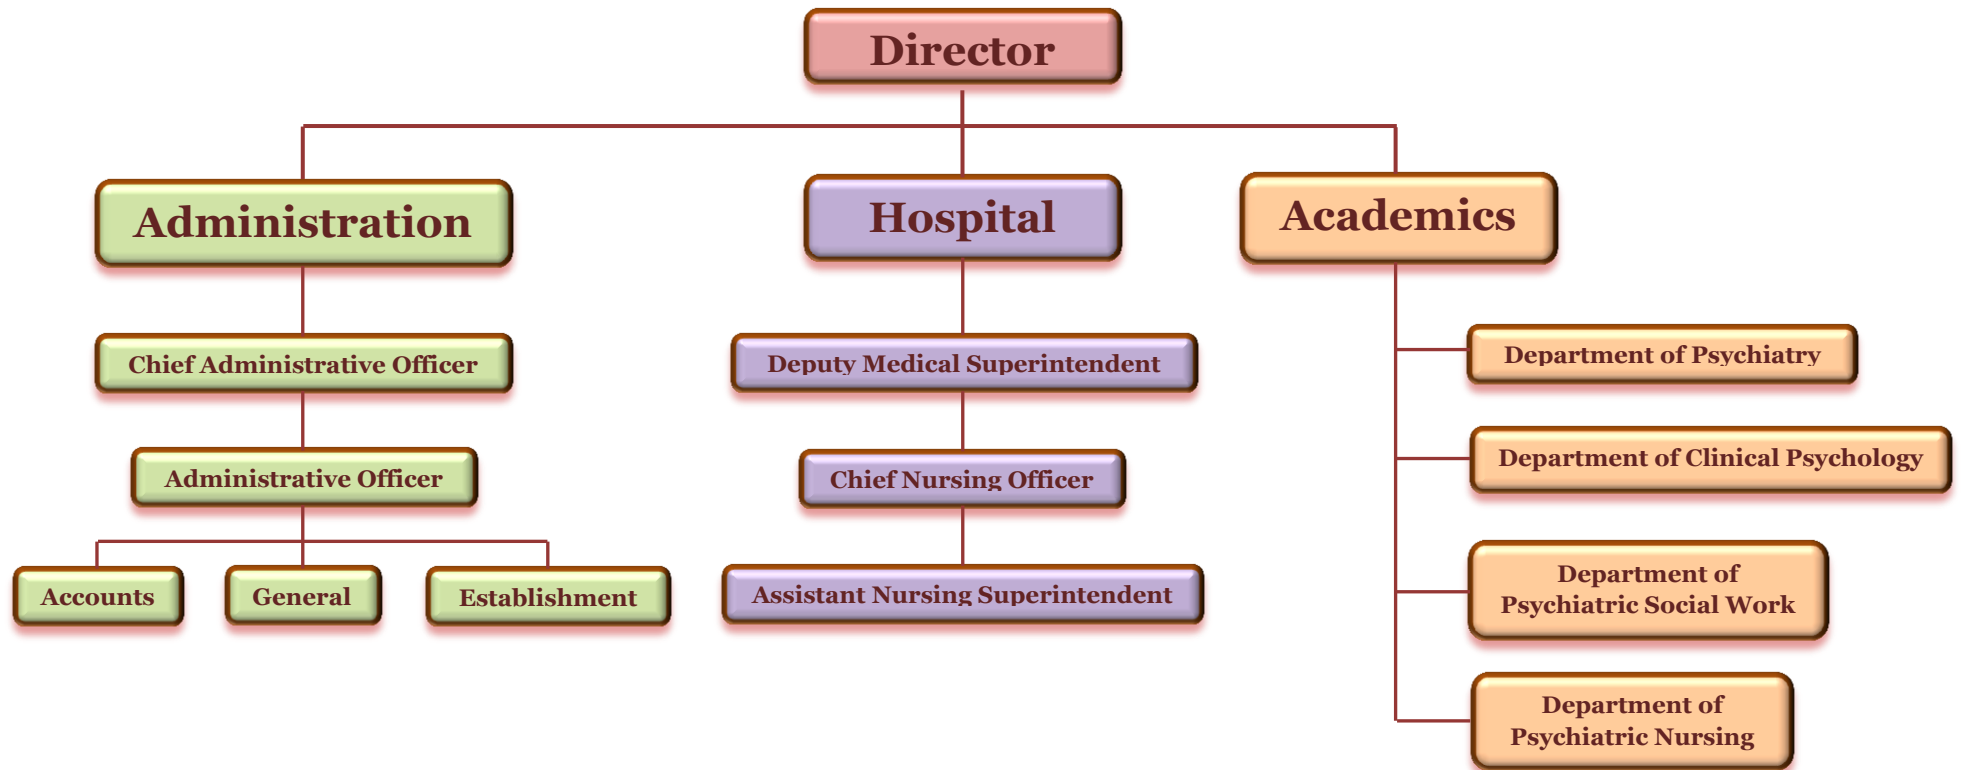 Director
Administration
Hospital
Academics
Chief Administrative Officer
Deputy Medical Superintendent
Department of Psychiatry
Administrative Officer
Chief Nursing Officer
Department of Clinical Psychology
Accounts
General
Establishment
Assistant Nursing Superintendent
Department of
Psychiatric Social Work
Department of
Psychiatric Nursing